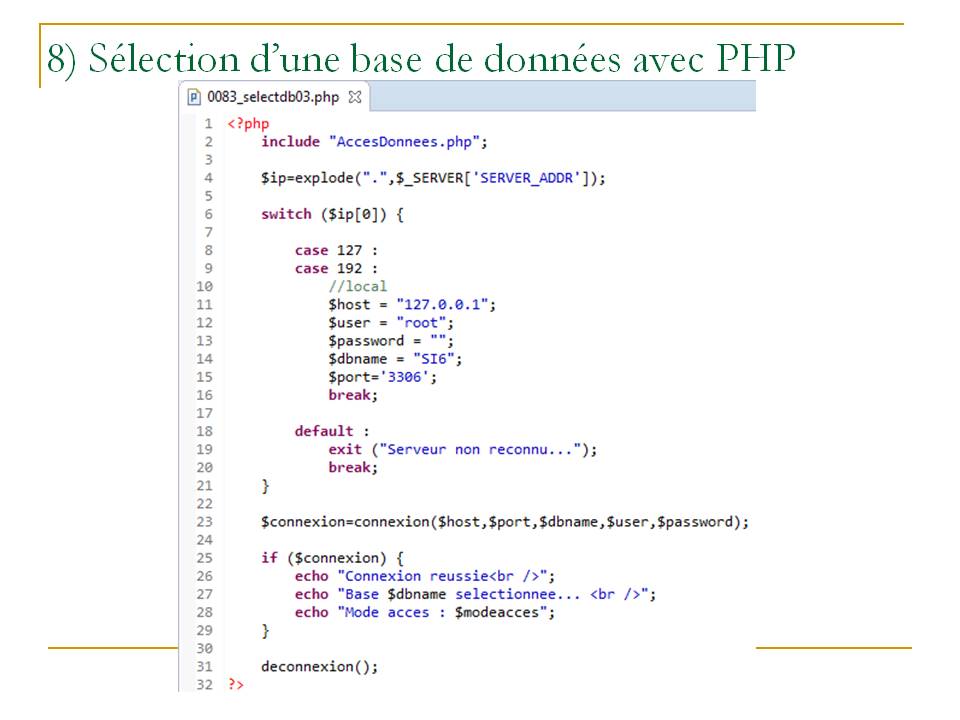 8) Sélection d’une base de données avec PHP
0083_selectdb03.php
1 <?php
2 include "AccesDonnees.php";
3
4 $ip=explode(".",$_SERVER['SERVER_ADDR']);
5
6 switch ($ip[0]) {
7
8 case 127 :
9 case 192 :
10 //local
11 $host = "127.0.0.1";
12 $user = "root";
13 $password = "";
14 $dbname = "SI6";
15 $port='3306';
16 break;
17
18 default :
19 exit ("Serveur non reconnu...");
20 break;
21 }
22
23 $connexion=connexion($host,$port,$dbname,$user,$password);
24
25 if ($connexion) {
26 echo "Connexion reussie<br />";
27 echo "Base $dbname selectionnee... <br />";
28 echo "Mode acces : $modeacces";
29 }
30
31 deconnexion();
32 ?>